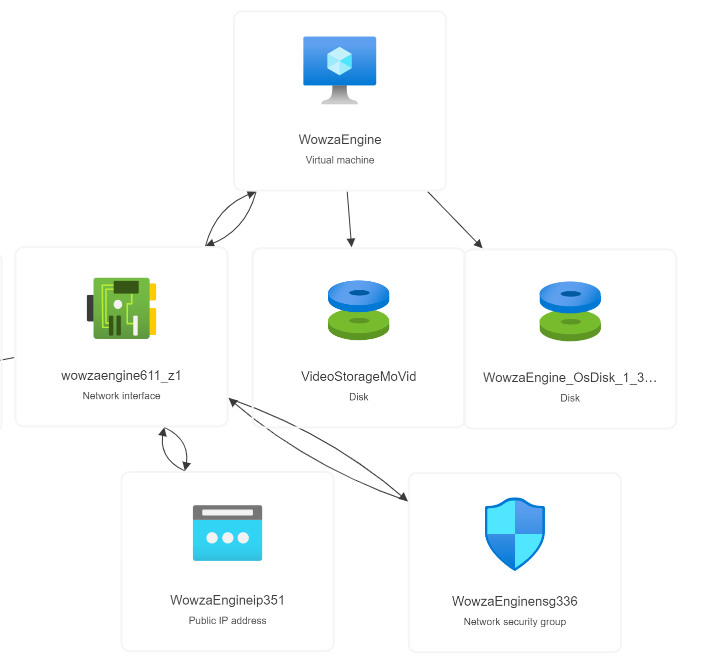 WowzaEngine
Virtual machine
wowzaengine611_z1
Network interface
VideoStorageMoVid
Disk
WowzaEngine_OsDisk_1_3...
Disk
WowzaEngineip351
Public IP address
WowzaEnginensg336
Network security group